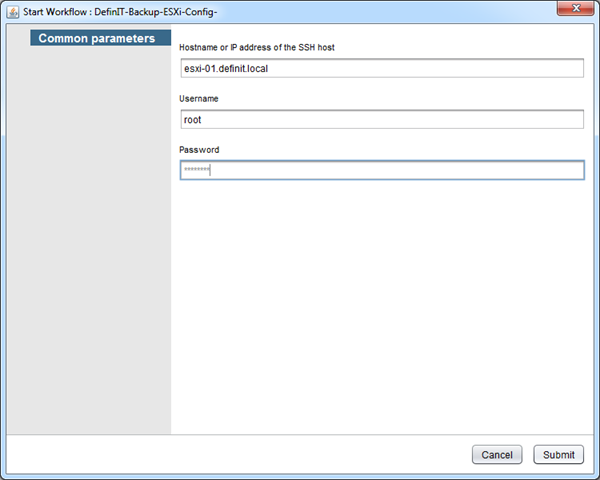 Start Workflow : DefinIT-Backup-ESXi-Config-
Common parameters
Hostname or IP address of the SSH host
esxi-01.definit.local
Username
root
Password
********
Cancel
Submit